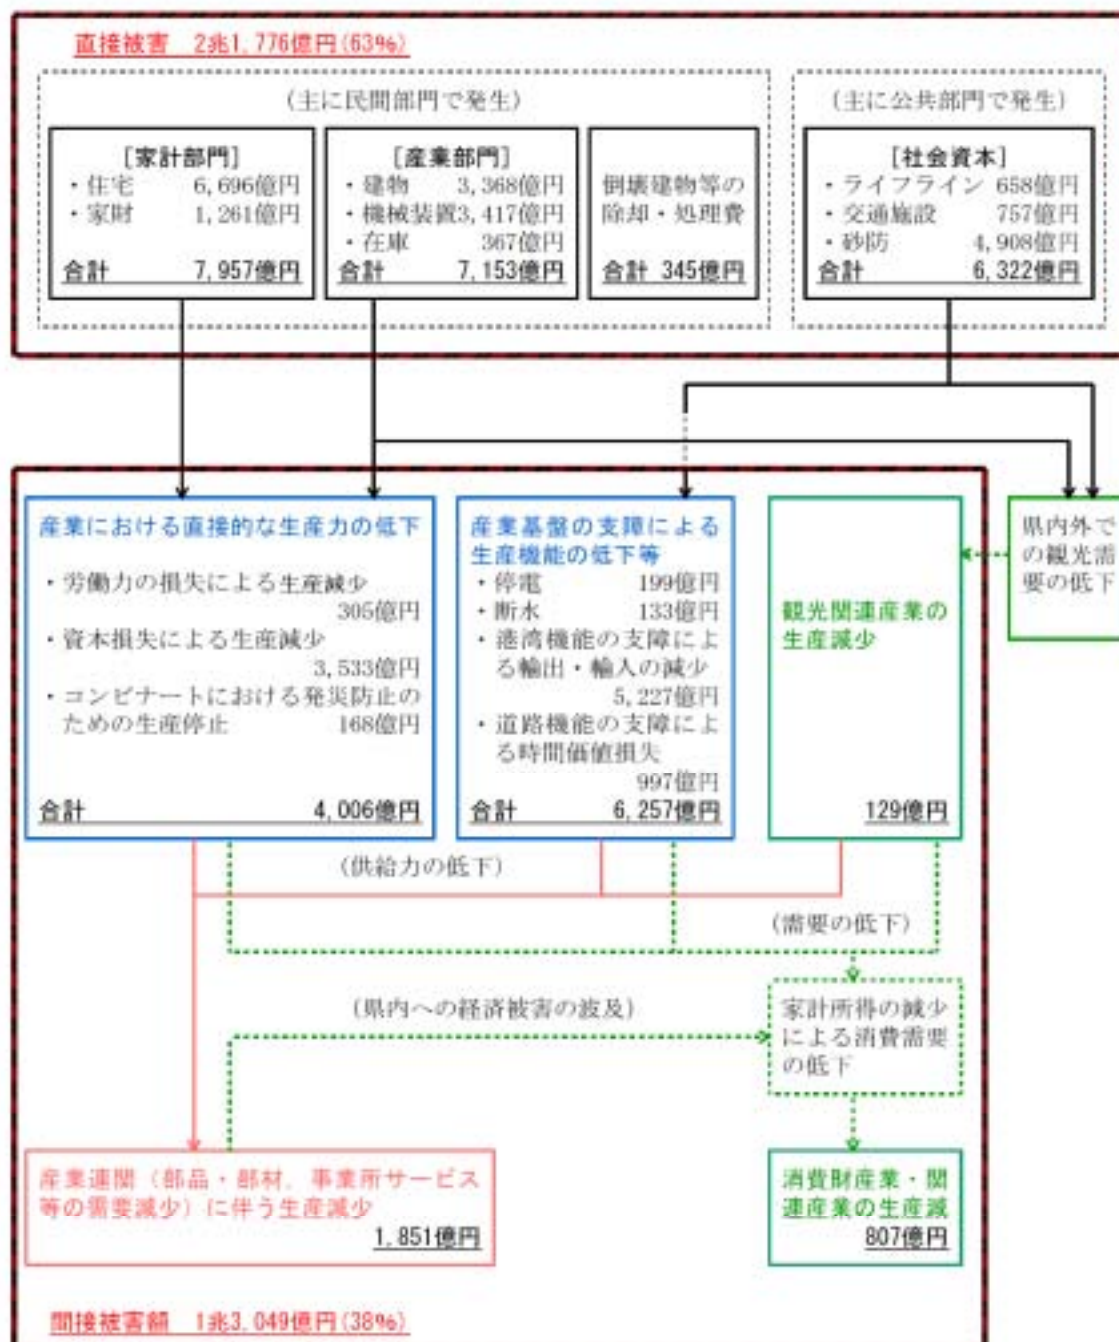 直接被害　2兆1,776億円(63%)
(主に民間部門で発生)
(主に公共部門で発生)
[家計部門]
・住宅　6,696億円
・家財　1,261億円
合計　7,957億円
[産業部門]
・建物　3,368億円
・機械装置3,417億円
・在庫　367億円
合計　7,153億円
倒壊建物等の
除却・処理費
合計 345億円
[社会資本]
・ライフライン 658億円
・交通施設　757億円
・砂防　4,908億円
合計　6,322億円
産業における直接的な生産力の低下
・労働力の損失による生産減少
305億円
・資本損失による生産減少
3,533億円
・コンビナートにおける発災防止の
ための生産停止　168億円
合計　4,006億円
産業基盤の支障による
生産機能の低下等
・停電　199億円
・断水　133億円
・港湾機能の支障によ
る輸出・輸入の減少
5,227億円
・道路機能の支障によ
る時間価値損失
997億円
合計　6,257億円
観光関連産業の
生産減少
129億円
県内外で
の観光需
要の低下
(供給力の低下)
(需要の低下)
(県内への経済被害の波及)
家計所得の減少
による消費需要
の低下
産業連関（部品・部材，事業所サービス
等の需要減少）に伴う生産減少
1,851億円
消費財産業・関
連産業の生産減
807億円
間接被害額　1兆3,049億円(38%)